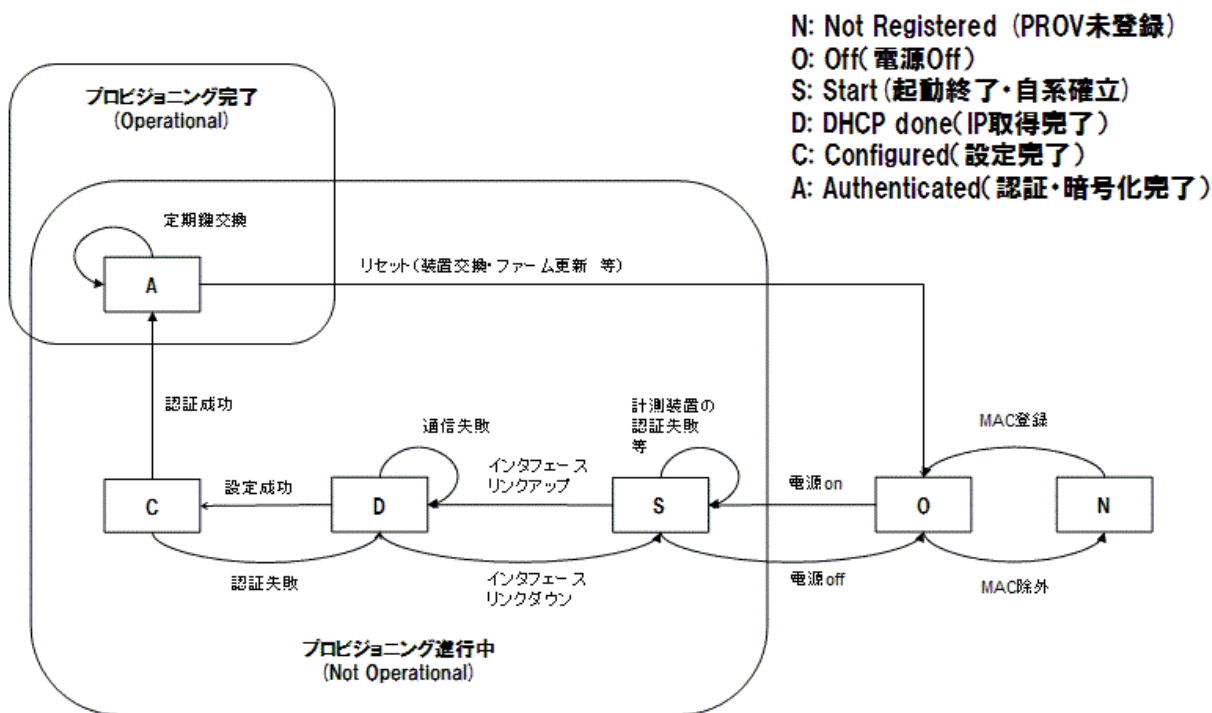 N: Not Registered (PROV未登録)
O: Off(電源Off)
S: Start(起動終了・自系確立)
D: DHCP done(IP取得完了)
C: Configured(設定完了)
A: Authenticated(認証・暗号化完了)
プロビジョニング完了
(Operational)
定期鍵交換
A
リセット(装置交換・ファーム更新 等)
認証成功
通信失敗
計測装置の
認証失敗
等
MAC登録
インタフェース
リンクアップ
設定成功
電源on
C
D
S
O
N
認証失敗
インタフェース
リンクダウン
電源off
MAC除外
プロビジョニング進行中
(Not Operational)